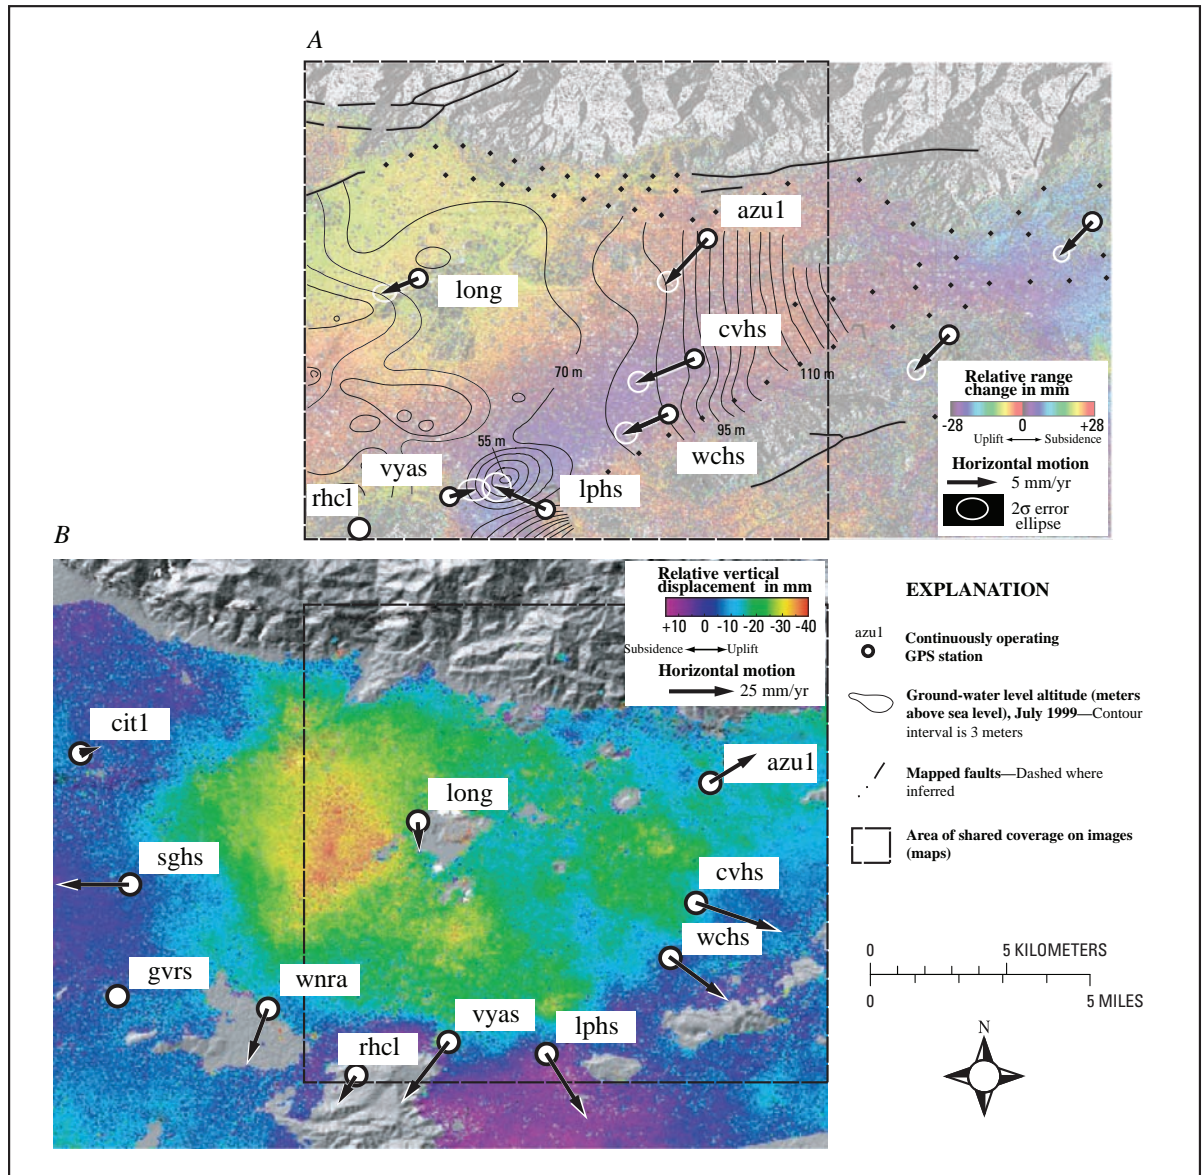 A
azu1
long
cvhs
70 m
110 m
95 m
55 m
wchs
vyas
rhcl
lphs
Relative range
change in mm
-28 0 +28
Uplift Subsidence
Horizontal motion
5 mm/yr
2σ error
ellipse
B
Relative vertical
displacement in mm
+10 0 -10 -20 -30 -40
Subsidence Uplift
Horizontal motion
25 mm/yr
cit1
azu1
long
sghs
cvhs
wchs
gvrs
wnra
vyas
lphs
rhcl
EXPLANATION
azu1
Continuously operating
GPS station
Ground-water level altitude (meters
above sea level), July 1999—Contour
interval is 3 meters
Mapped faults—Dashed where
inferred
Area of shared coverage on images
(maps)
0 5 KILOMETERS
0 5 MILES
N